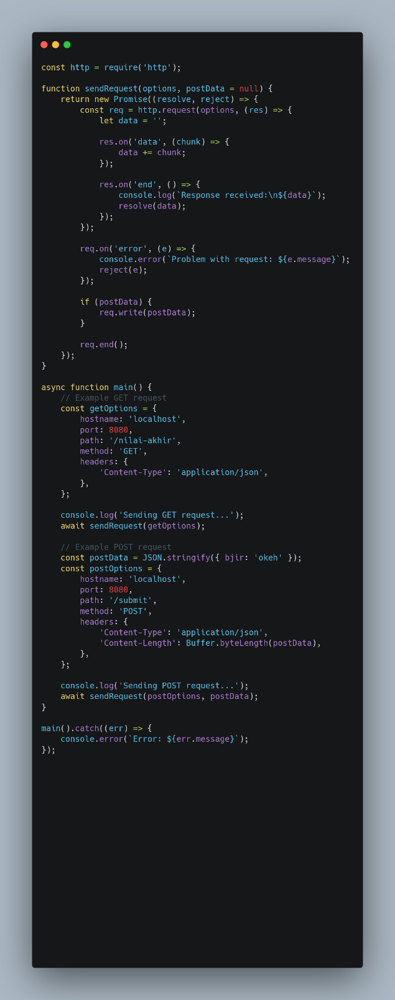 const http = require('http');

function sendRequest(options, postData = null) {
    return new Promise((resolve, reject) => {
        const req = http.request(options, (res) => {
            let data = '';

            res.on('data', (chunk) => {
                data += chunk;
            });

            res.on('end', () => {
                console.log(`Response received:\n${data}`);
                resolve(data);
            });
        });

        req.on('error', (e) => {
            console.error(`Problem with request: ${e.message}`);
            reject(e);
        });

        if (postData) {
            req.write(postData);
        }

        req.end();
    });
}

async function main() {
    // Example GET request
    const getOptions = {
        hostname: 'localhost',
        port: 8080,
        path: '/nilai-akhir',
        method: 'GET',
        headers: {
            'Content-Type': 'application/json',
        },
    };

    console.log('Sending GET request...');
    await sendRequest(getOptions);

    // Example POST request
    const postData = JSON.stringify({ bjir: 'okeh' });
    const postOptions = {
        hostname: 'localhost',
        port: 8080,
        path: '/submit',
        method: 'POST',
        headers: {
            'Content-Type': 'application/json',
            'Content-Length': Buffer.byteLength(postData),
        },
    };

    console.log('Sending POST request...');
    await sendRequest(postOptions, postData);
}

main().catch((err) => {
    console.error(`Error: ${err.message}`);
});